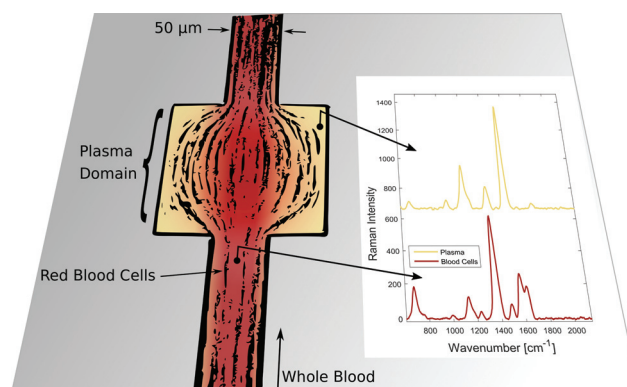 50 µm
Plasma
Domain
Red Blood Cells
Whole Blood
1400
1200
1000
800
600
400
200
0
Raman Intensity
Plasma
Blood Cells
800 1000 1200 1400 1600 1800 2000
Wavenumber [cm⁻¹]